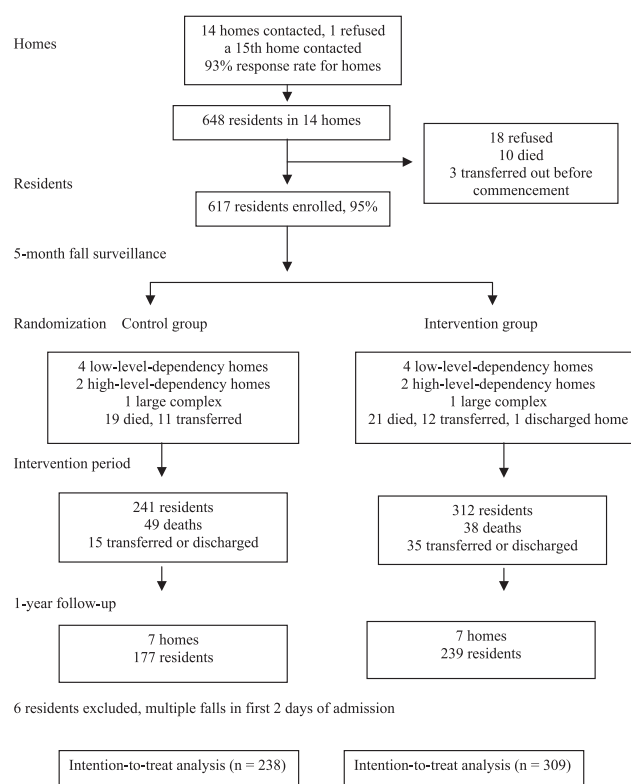 Homes
14 homes contacted, 1 refused
a 15th home contacted
93% response rate for homes
648 residents in 14 homes
18 refused
10 died
3 transferred out before
commencement
Residents
617 residents enrolled, 95%
5-month fall surveillance
Randomization
Control group
Intervention group
4 low-level-dependency homes
2 high-level-dependency homes
1 large complex
19 died, 11 transferred
4 low-level-dependency homes
2 high-level-dependency homes
1 large complex
21 died, 12 transferred, 1 discharged home
Intervention period
241 residents
49 deaths
15 transferred or discharged
312 residents
38 deaths
35 transferred or discharged
1-year follow-up
7 homes
177 residents
7 homes
239 residents
6 residents excluded, multiple falls in first 2 days of admission
Intention-to-treat analysis (n = 238)
Intention-to-treat analysis (n = 309)